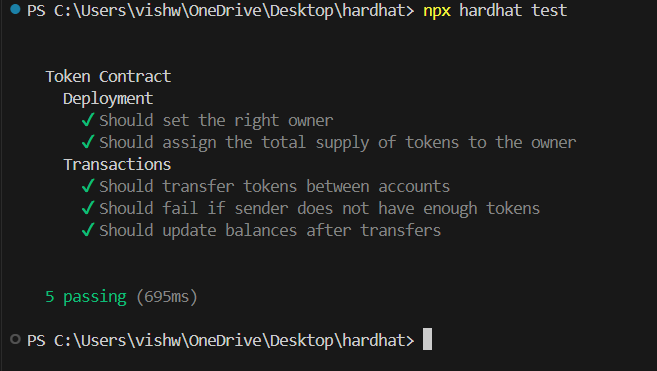 PS C:\Users\vishw\OneDrive\Desktop\hardhat> npx hardhat test
Token Contract
Deployment
✓ Should set the right owner
✓ Should assign the total supply of tokens to the owner
Transactions
✓ Should transfer tokens between accounts
✓ Should fail if sender does not have enough tokens
✓ Should update balances after transfers
5 passing (695ms)
PS C:\Users\vishw\OneDrive\Desktop\hardhat>